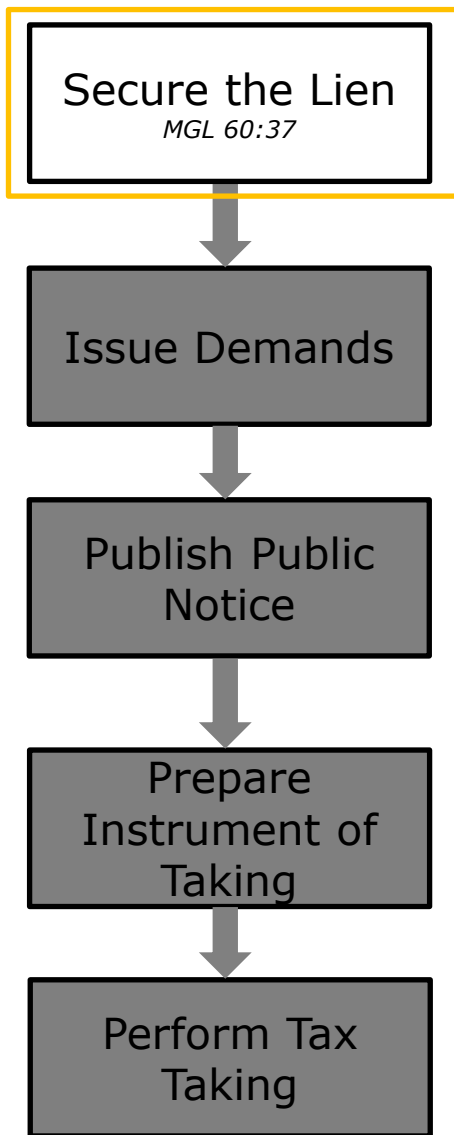 Secure the Lien
MGL 60:37
Issue Demands
Publish Public
Notice
Prepare
Instrument of
Taking
Perform Tax
Taking